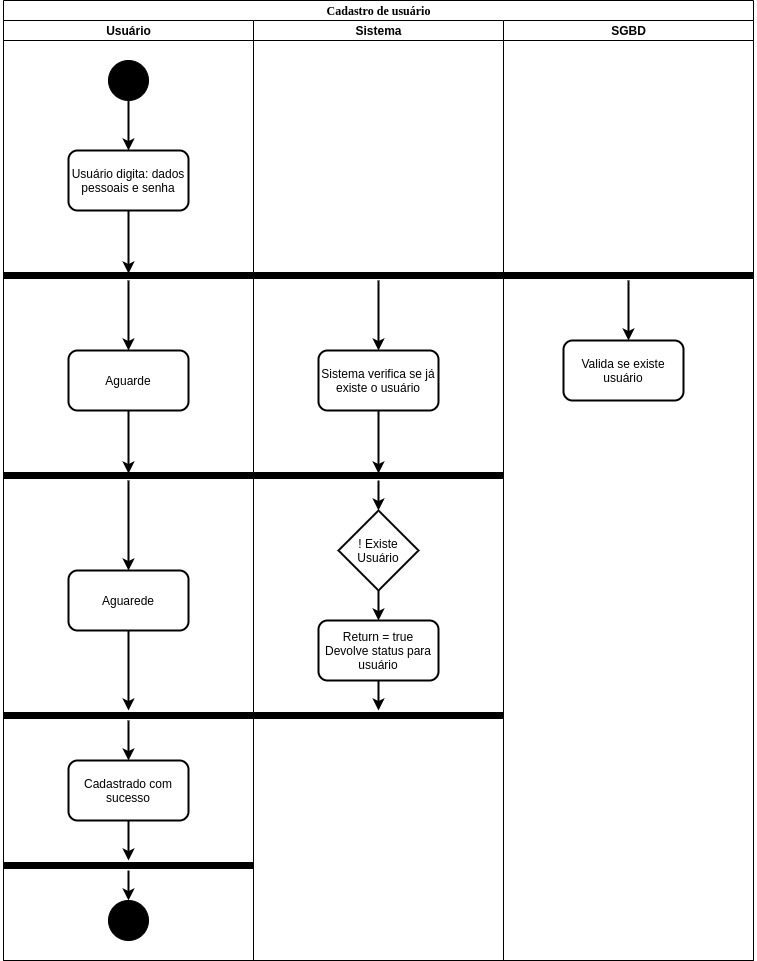 Cadastro de usuário
Usuário
Sistema
SGBD
Usuário digita: dados
pessoais e senha
Aguarde
Sistema verifica se já
existe o usuário
Valida se existe
usuário
! Existe
Usuário
Aguarede
Return = true
Devolve status para
usuário
Cadastrado com
sucesso